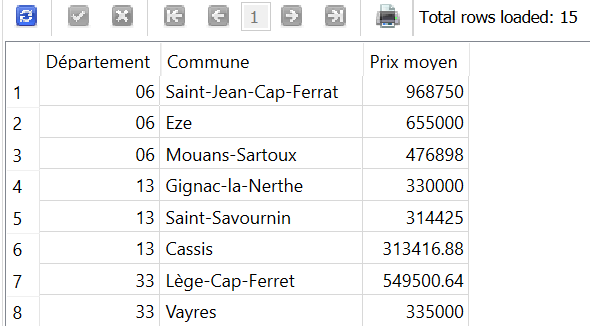 1 Total rows loaded: 15
Département Commune Prix moyen
1 06 Saint-Jean-Cap-Ferrat 968750
2 06 Eze 655000
3 06 Mouans-Sartoux 476898
4 13 Gignac-la-Nerthe 330000
5 13 Saint-Savournin 314425
6 13 Cassis 313416.88
7 33 Lège-Cap-Ferret 549500.64
8 33 Vayres 335000